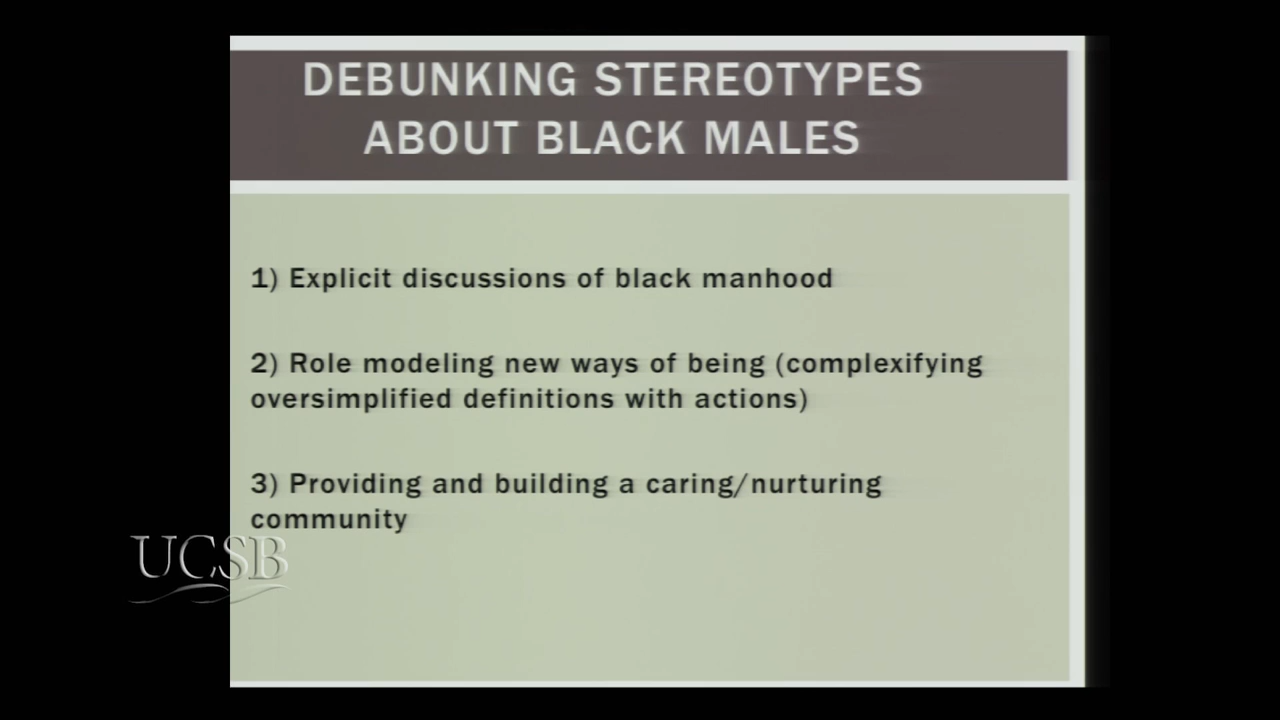 DEBUNKING STEREOTYPES
ABOUT BLACK MALES
1) Explicit discussions of black manhood
2) Role modeling new ways of being (complexifying
oversimplified definitions with actions)
3) Providing and building a caring/nurturing
community
UCSB